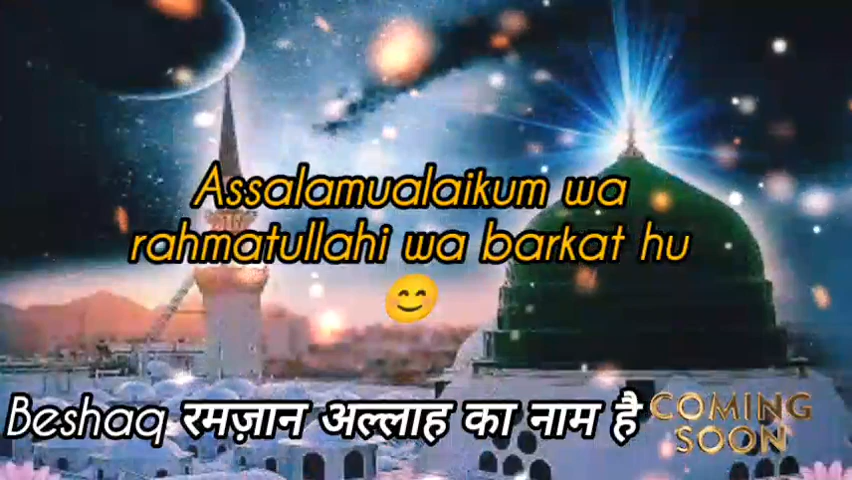 Assalamualaikum wa
rahmatullahi wa barkat hu
😊
Beshaq रमज़ान अल्लाह का नाम है
COMING
SOON